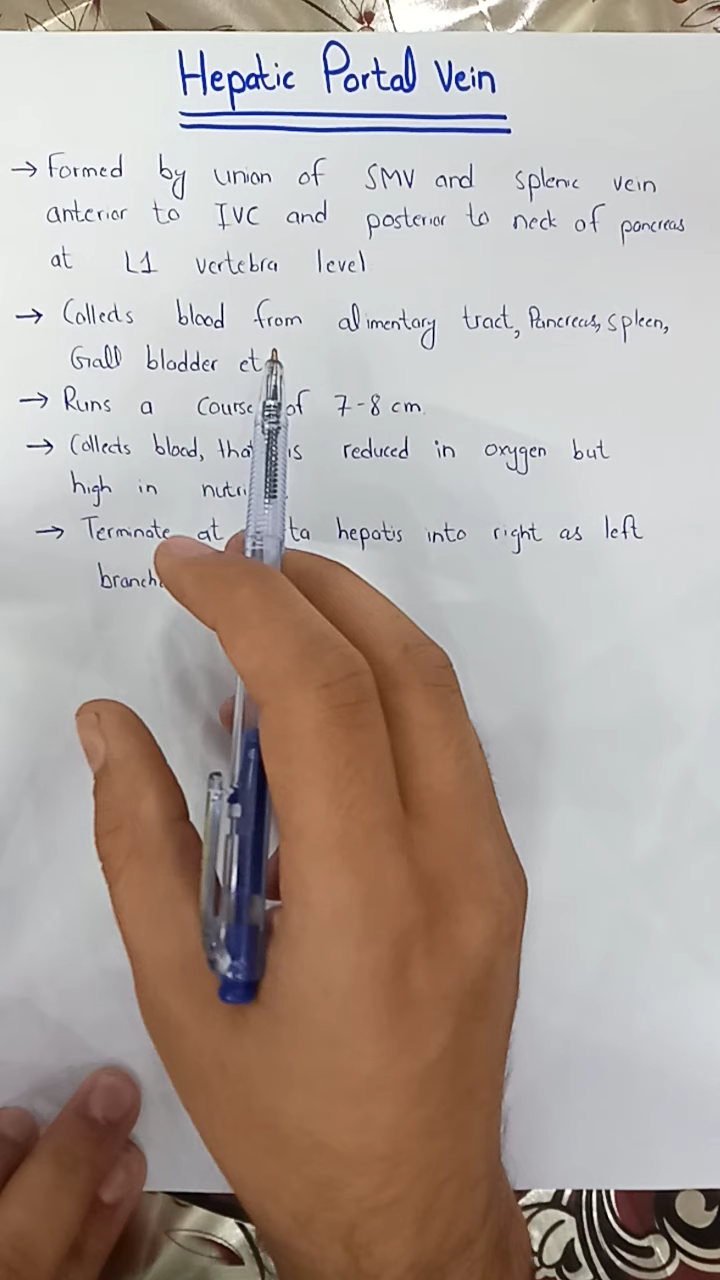 Hepatic Portal Vein
→ Formed by union of SMV and splenic vein
anterior to IVC and posterior to neck of pancreas
at L1 vertebra level
→ Collects blood from alimentary tract, Pancreas, Spleen,
Gall bladder
→ Runs a of 7-8 cm.
→ Collects blood, is reduced in oxygen but
high in
→ Terminate at hepatis into right as left